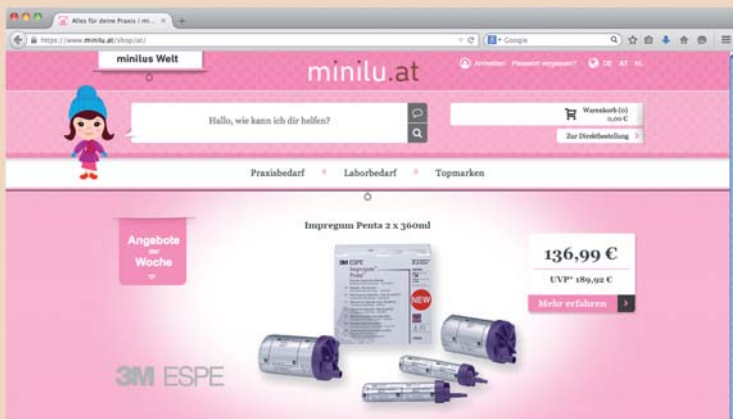 Alles für deine Praxis | mi...
https://www.minilu.at/shop/at/
Google
minilus Welt
minilu.at
Anmelden Passwort vergessen?
DE AT NL
Hallo, wie kann ich dir helfen?
Warenkorb (0)
0,00 €
Zur Direktbestellung
Praxisbedarf
Laborbedarf
Topmarken
Angebote
der
Woche
Impregum Penta 2 x 360ml
3M ESPE
Impregum™
Penta™
NEW
136,99 €
UVP* 189,92 €
Mehr erfahren
3M ESPE